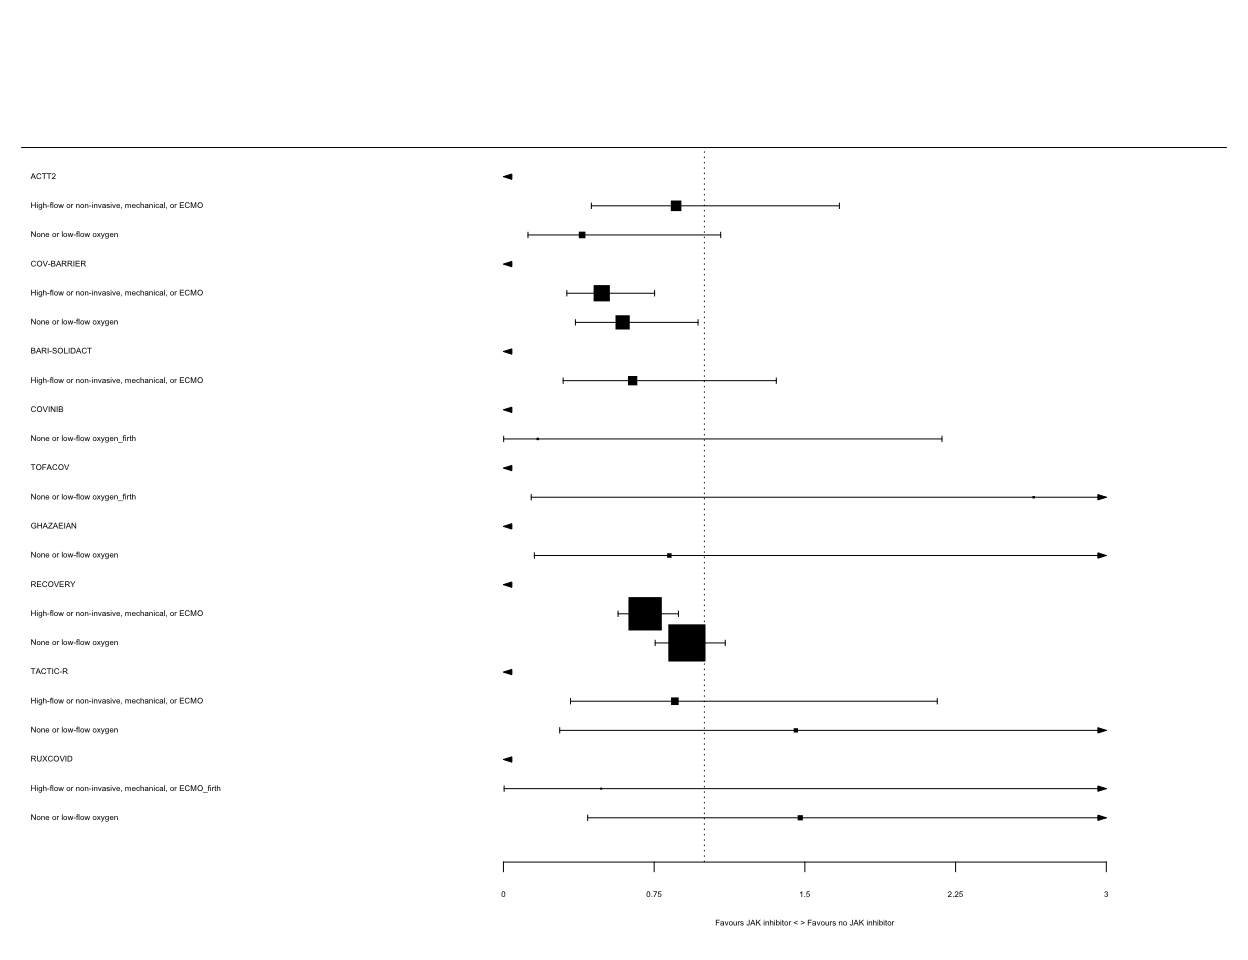 ACTT2
High-flow or non-invasive, mechanical, or ECMO
None or low-flow oxygen
COV-BARRIER
High-flow or non-invasive, mechanical, or ECMO
None or low-flow oxygen
BARI-SOLIDACT
High-flow or non-invasive, mechanical, or ECMO
COVINIB
None or low-flow oxygen_firth
TOFACOV
None or low-flow oxygen_firth
GHAZAEIAN
None or low-flow oxygen
RECOVERY
High-flow or non-invasive, mechanical, or ECMO
None or low-flow oxygen
TACTIC-R
High-flow or non-invasive, mechanical, or ECMO
None or low-flow oxygen
RUXCOVID
High-flow or non-invasive, mechanical, or ECMO_firth
None or low-flow oxygen
0 0.75 1.5 2.25 3
Favours JAK inhibitor < > Favours no JAK inhibitor